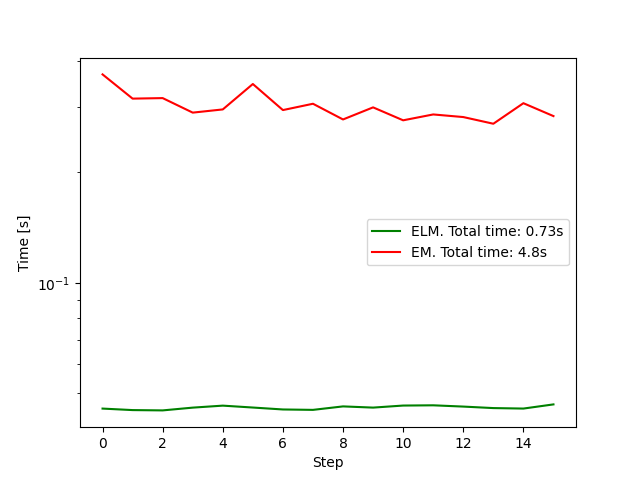 Time [s]
10⁻¹
ELM. Total time: 0.73s
EM. Total time: 4.8s
0 2 4 6 8 10 12 14
Step